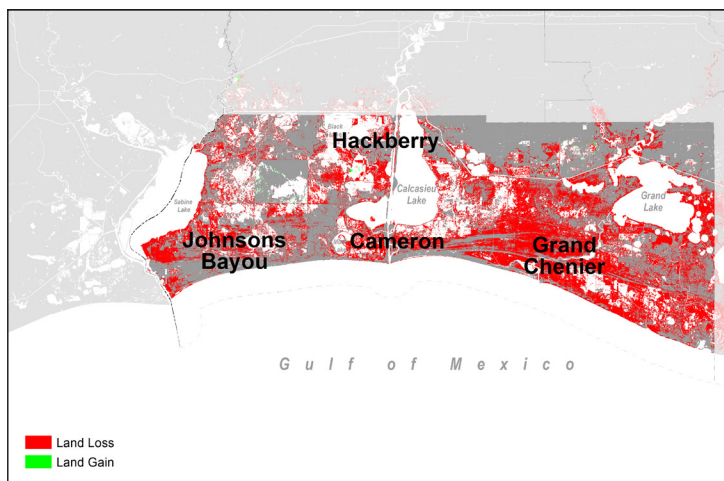 Black
Hackberry
Sabine
Lake
Calcasieu
Lake
Grand
Lake
Johnsons
Bayou
Cameron
Grand
Chenier
Gulf of Mexico
Land Loss
Land Gain